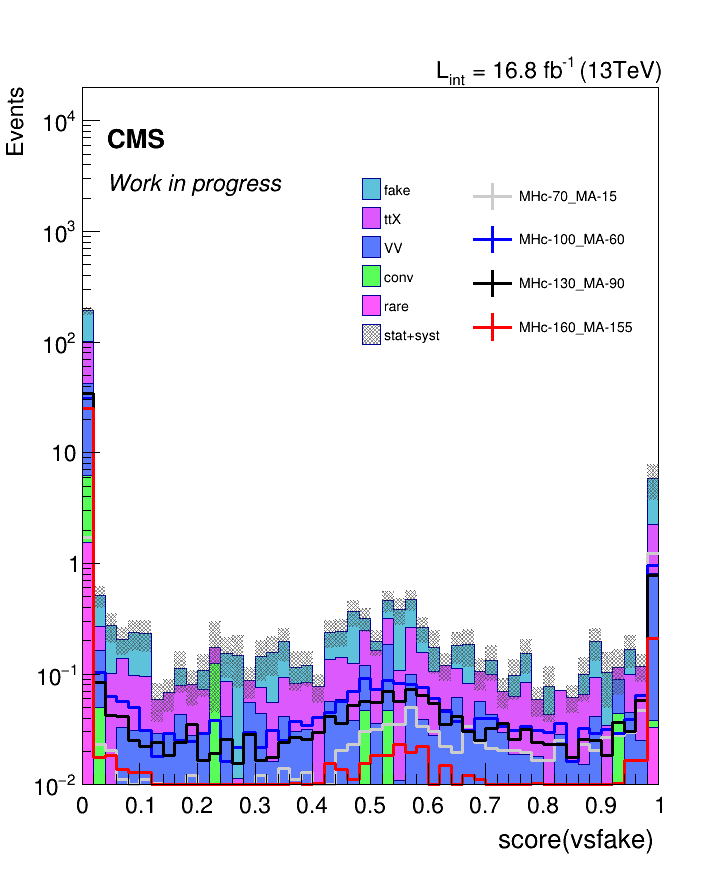 L_int = 16.8 fb^-1 (13TeV)
Events
CMS
Work in progress
fake
ttX
VV
conv
rare
stat+syst
MHc-70_MA-15
MHc-100_MA-60
MHc-130_MA-90
MHc-160_MA-155
10^4
10^3
10^2
10
1
10^-1
10^-2
0 0.1 0.2 0.3 0.4 0.5 0.6 0.7 0.8 0.9 1
score(vsfake)